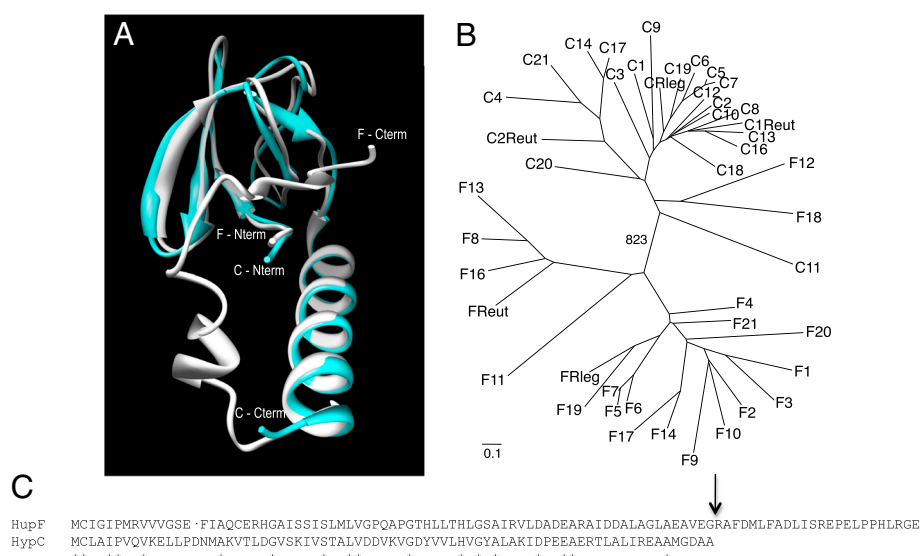 A
F - Cterm
F - Nterm
C - Nterm
C - Cterm
B
C9
C14
C17
C21
C3
C1
C19
C6
CRleg
C5
C7
C4
C12
C2
C8
C10
C1Reut
C2Reut
C13
C16
C20
C18
F12
F13
F18
F8
823
C11
F16
FReut
F4
F21
F20
F11
FRleg
F1
F7
F19
F5
F6
F3
F2
F17
F14
F10
F9
0.1
C
HupF MCIGIPMRVVVGSE·FIAQCERHGAISSISLMLVGPQAPGTHLLTHLGSAIRVLDADEARAIDDALAGLAEAVEGRAFDMLFADLISREPELPPHLRGE
HypC MCLAIPVQVKELLPDNMAKVTLDGVSKIVSTALVDDVKVGDYVVLHVGYALAKIDPEEAERTLALIREAAMGDAA
** ** * * * * ** * * * * * ** *